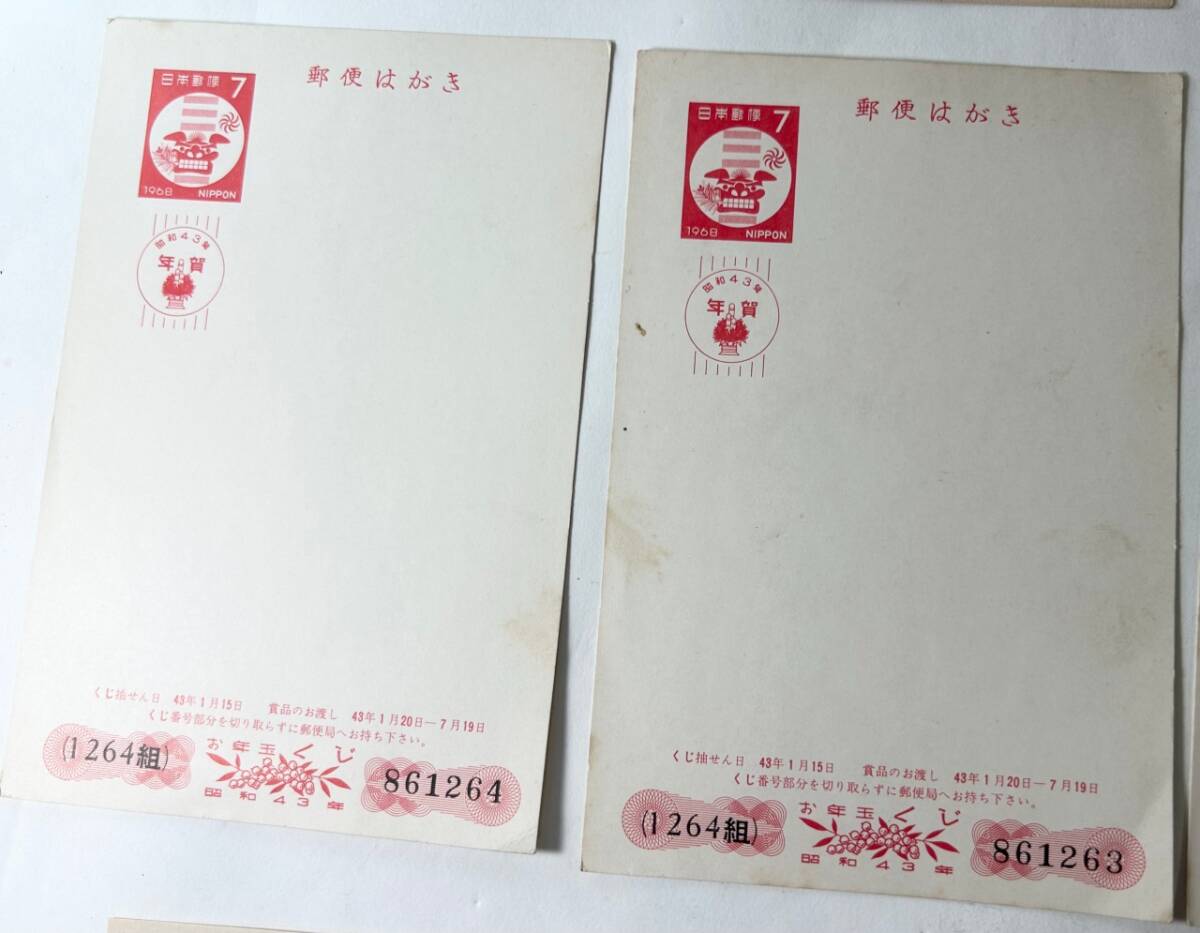 郵便はがき
日本郵便 7
1968 NIPPON
昭和43年
年賀
くじ抽せん日 43年1月15日 賞品のお渡し 43年1月20日—7月19日
くじ番号部分を切り取らずに郵便局へお持ち下さい。
お年玉くじ
(1264組)
861264
昭和43年
郵便はがき
日本郵便 7
1968 NIPPON
昭和43年
年賀
くじ抽せん日 43年1月15日 賞品のお渡し 43年1月20日—7月19日
くじ番号部分を切り取らずに郵便局へお持ち下さい。
お年玉くじ
(1264組)
861263
昭和43年